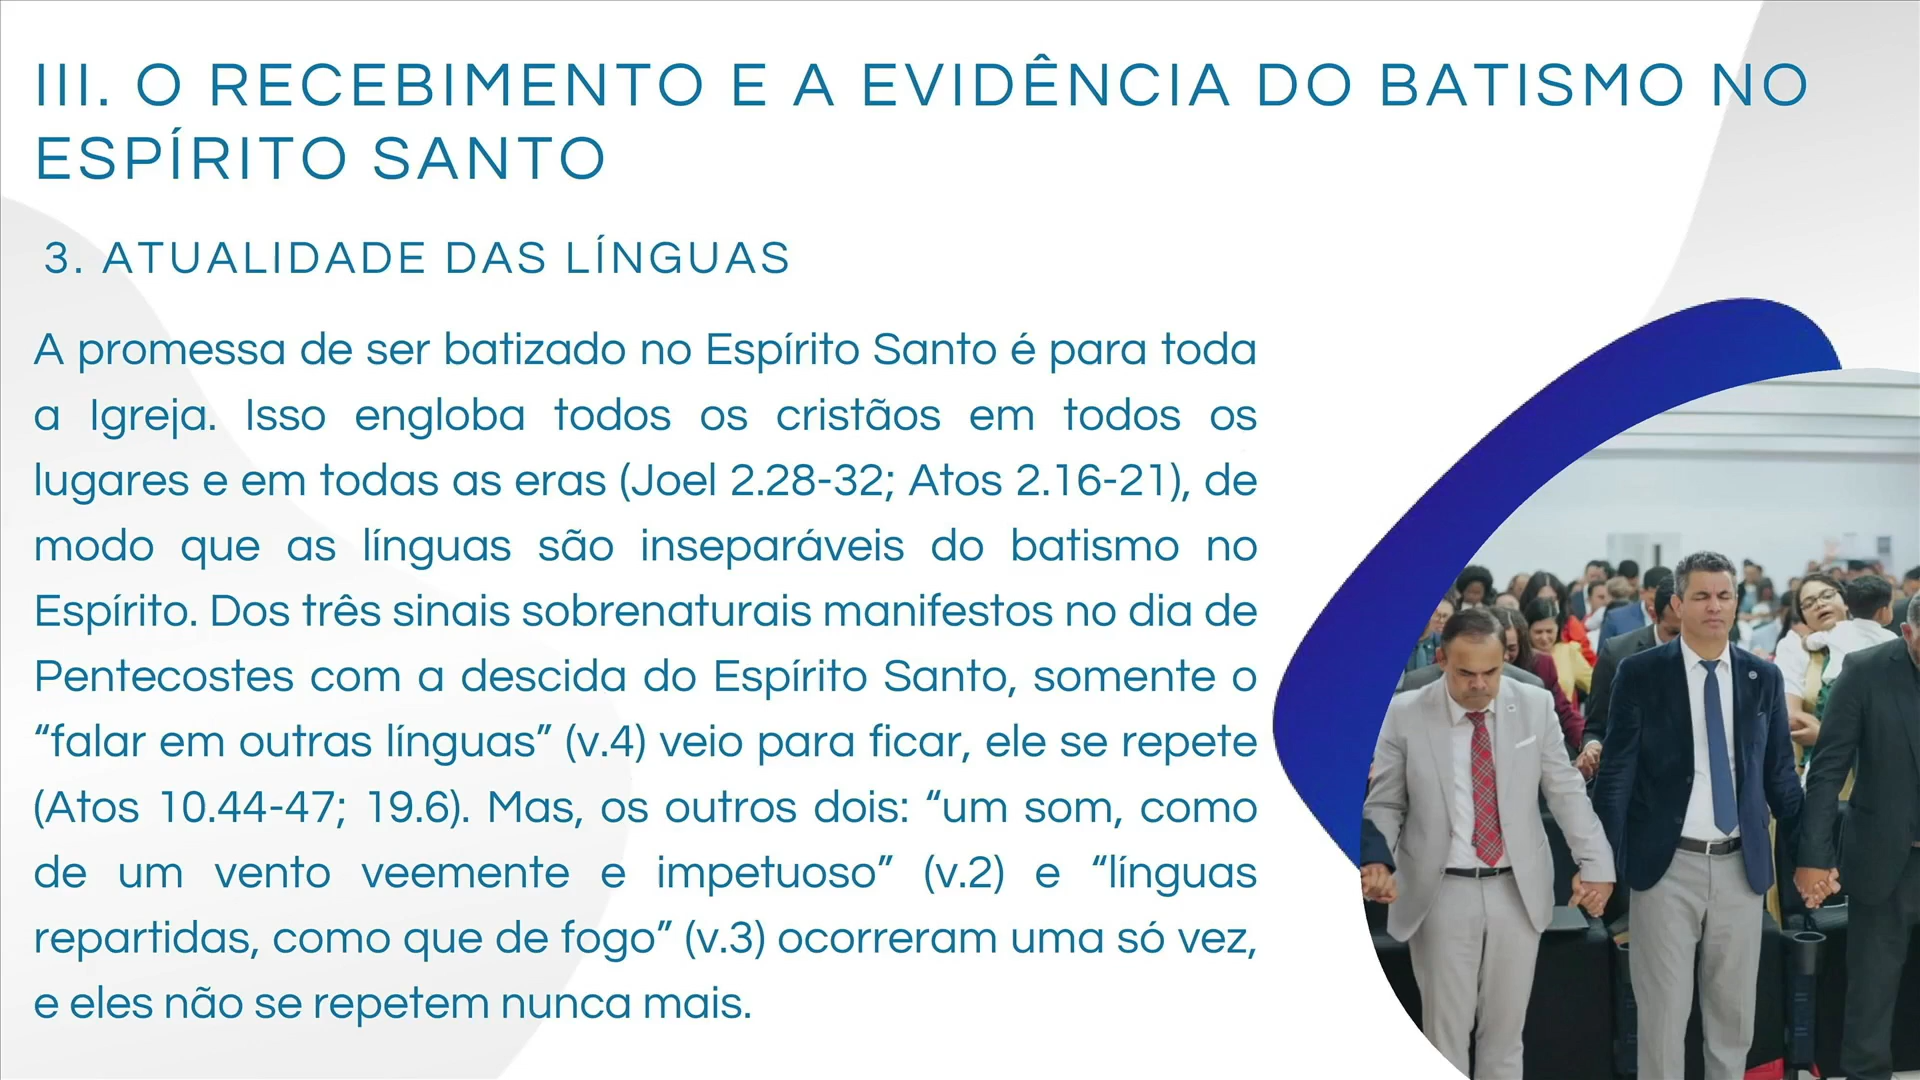 III. O RECEBIMENTO E A EVIDÊNCIA DO BATISMO NO
ESPÍRITO SANTO
3. ATUALIDADE DAS LÍNGUAS
A promessa de ser batizado no Espírito Santo é para toda
a Igreja. Isso engloba todos os cristãos em todos os
lugares e em todas as eras (Joel 2.28-32; Atos 2.16-21), de
modo que as línguas são inseparáveis do batismo no
Espírito. Dos três sinais sobrenaturais manifestos no dia de
Pentecostes com a descida do Espírito Santo, somente o
“falar em outras línguas” (v.4) veio para ficar, ele se repete
(Atos 10.44-47; 19.6). Mas, os outros dois: “um som, como
de um vento veemente e impetuoso” (v.2) e “línguas
repartidas, como que de fogo” (v.3) ocorreram uma só vez,
e eles não se repetem nunca mais.